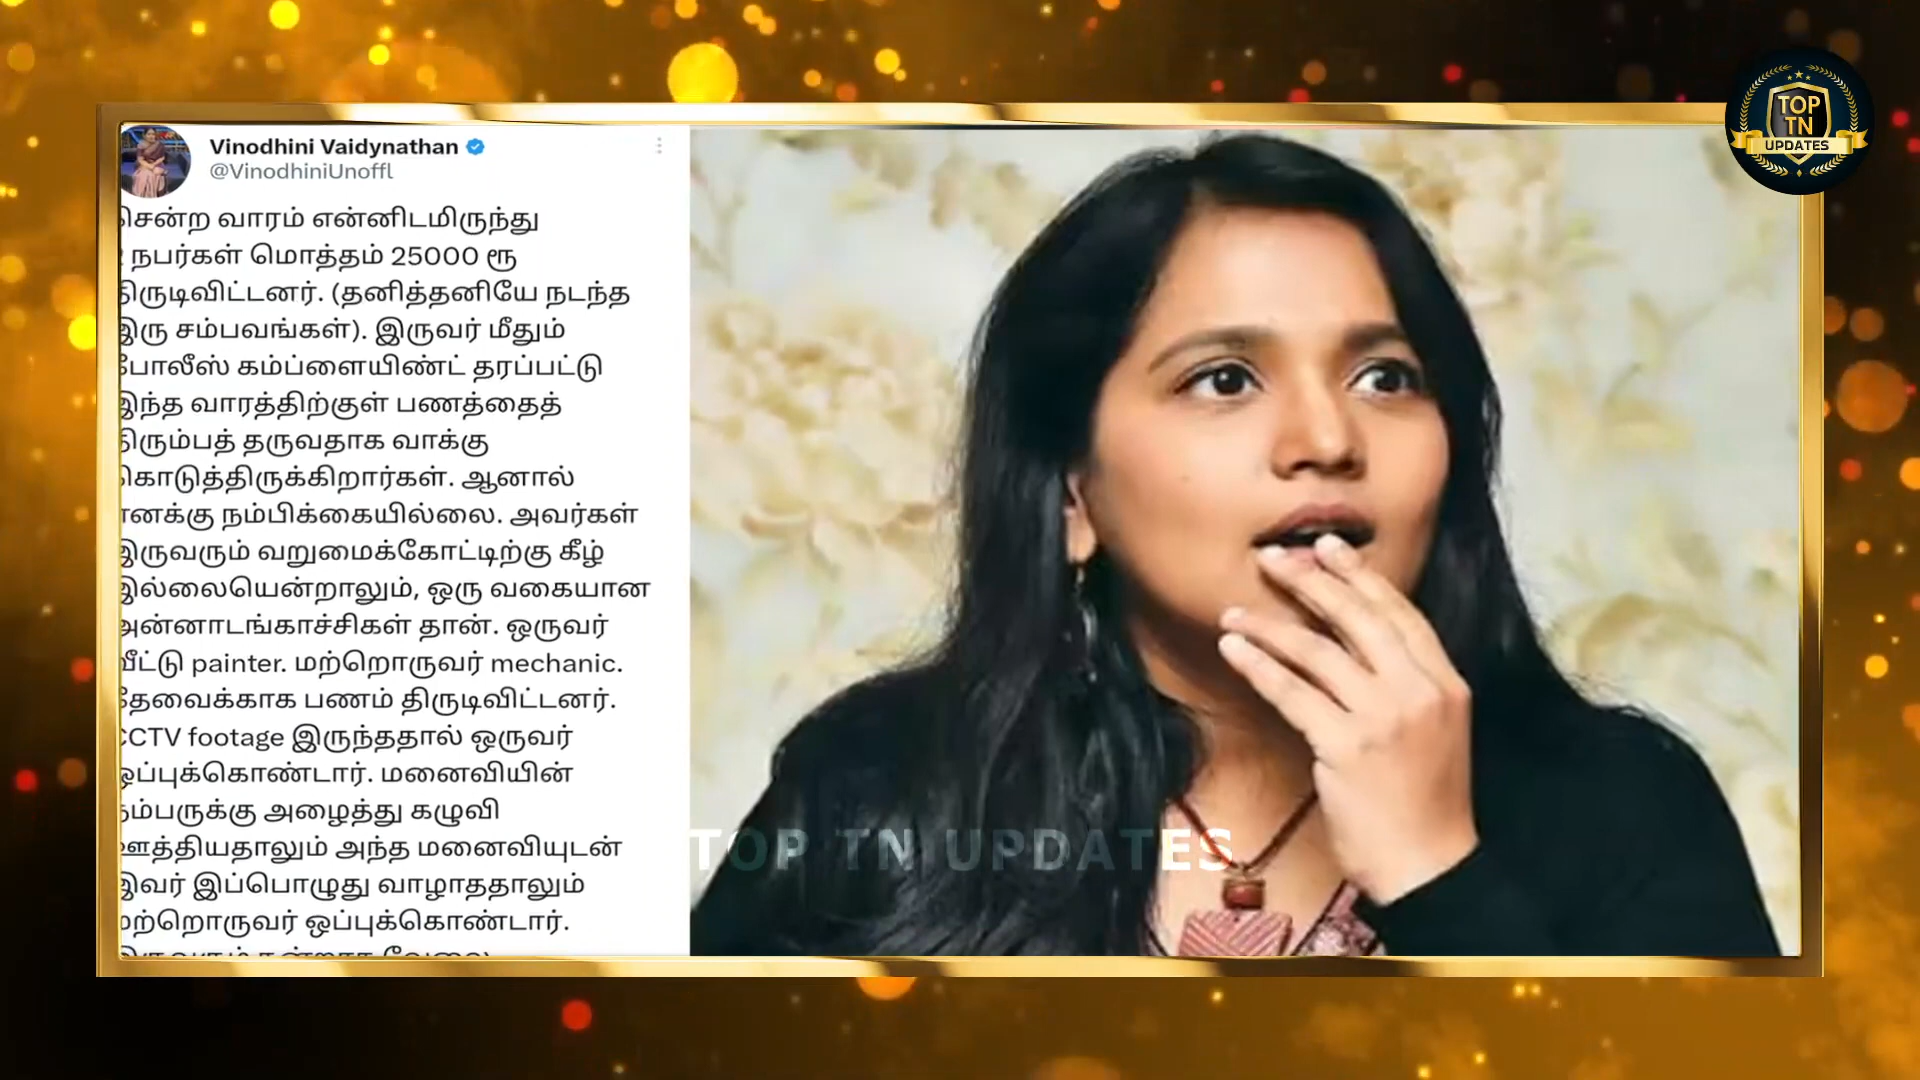 TOP
TN
UPDATES
Vinodhini Vaidynathan
@VinodhiniUnoffl
சென்ற வாரம் என்னிடமிருந்து
நபர்கள் மொத்தம் 25000 ரூ
திருடிவிட்டனர். (தனித்தனியே நடந்த
இரு சம்பவங்கள்). இருவர் மீதும்
போலீஸ் கம்ப்ளையிண்ட் தரப்பட்டு
இந்த வாரத்திற்குள் பணத்தைத்
திரும்பத் தருவதாக வாக்கு
கொடுத்திருக்கிறார்கள். ஆனால்
எனக்கு நம்பிக்கையில்லை. அவர்கள்
இருவரும் வறுமைக்கோட்டிற்கு கீழ்
இல்லையென்றாலும், ஒரு வகையான
அன்னாடங்காச்சிகள் தான். ஒருவர்
வீட்டு painter. மற்றொருவர் mechanic.
தேவைக்காக பணம் திருடிவிட்டனர்.
CCTV footage இருந்ததால் ஒருவர்
ஒப்புக்கொண்டார். மனைவியின்
நம்பருக்கு அழைத்து கழுவி
ஊத்தியதாலும் அந்த மனைவியுடன்
இவர் இப்பொழுது வாழாததாலும்
மற்றொருவர் ஒப்புக்கொண்டார்.
TOP TN UPDATES